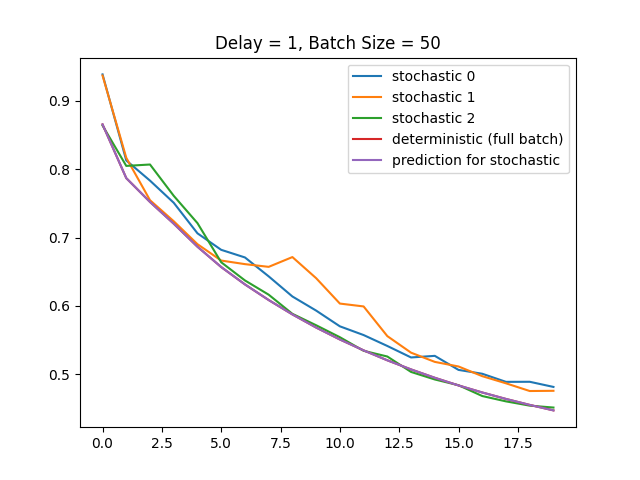 Delay = 1, Batch Size = 50
stochastic 0
stochastic 1
stochastic 2
deterministic (full batch)
prediction for stochastic
0.9
0.8
0.7
0.6
0.5
0.0 2.5 5.0 7.5 10.0 12.5 15.0 17.5